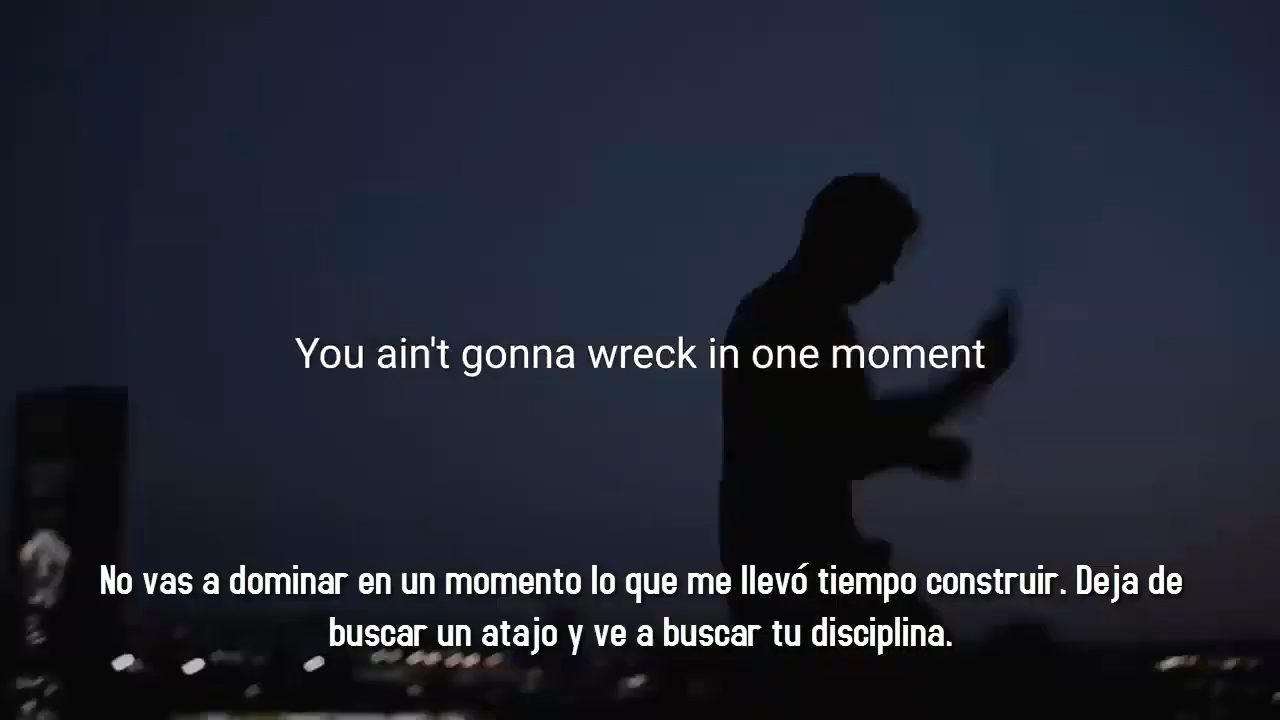 You ain't gonna wreck in one moment
No vas a dominar en un momento lo que me llevó tiempo construir. Deja de
buscar un atajo y ve a buscar tu disciplina.